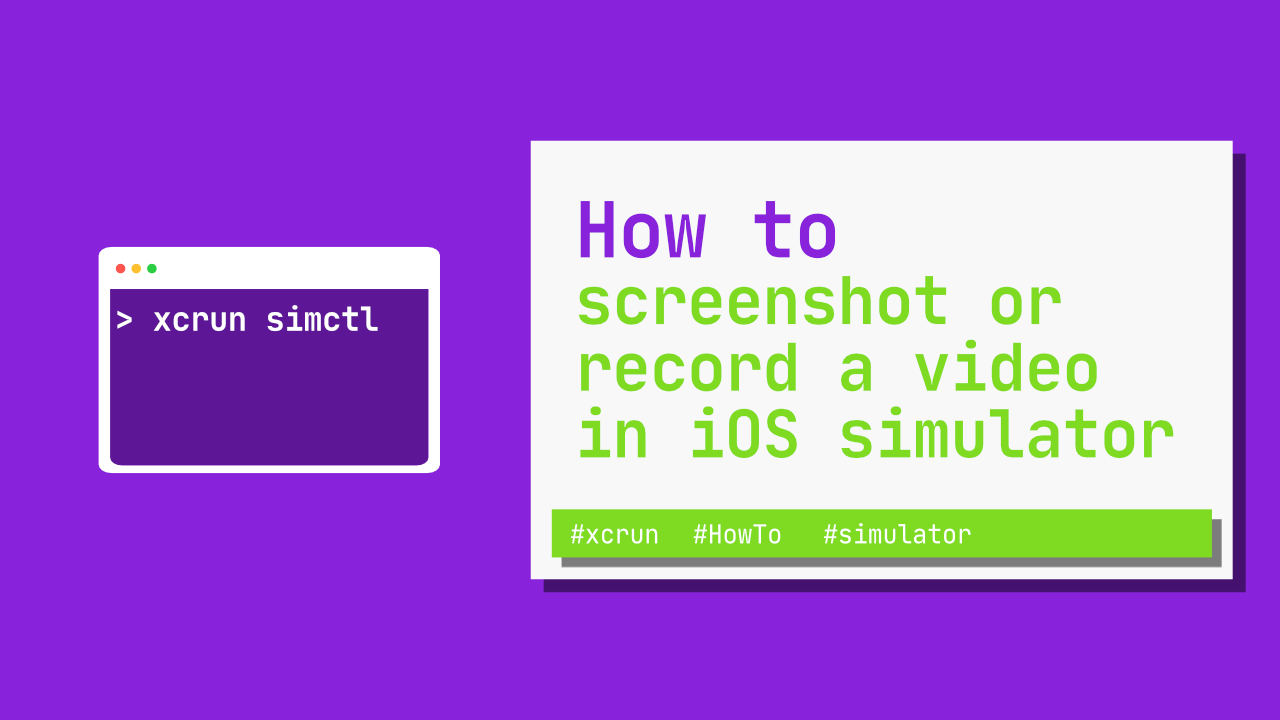 > xcrun simctl
How to
screenshot or
record a video
in iOS simulator
#xcrun #HowTo #simulator